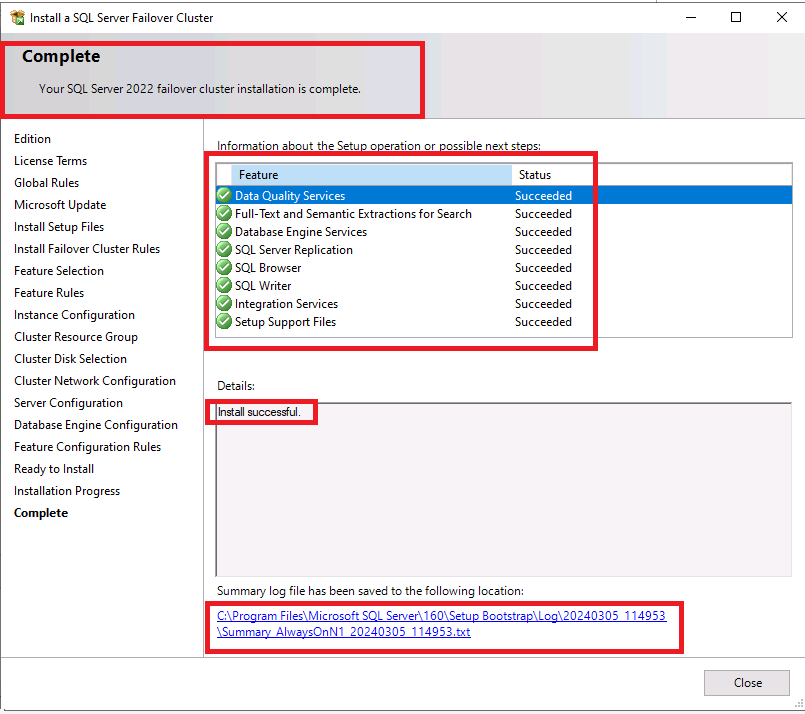 Install a SQL Server Failover Cluster
Complete
Your SQL Server 2022 failover cluster installation is complete.
Edition
License Terms
Global Rules
Microsoft Update
Install Setup Files
Install Failover Cluster Rules
Feature Selection
Feature Rules
Instance Configuration
Cluster Resource Group
Cluster Disk Selection
Cluster Network Configuration
Server Configuration
Database Engine Configuration
Feature Configuration Rules
Ready to Install
Installation Progress
Complete
Information about the Setup operation or possible next steps:
Feature Status
Data Quality Services Succeeded
Full-Text and Semantic Extractions for Search Succeeded
Database Engine Services Succeeded
SQL Server Replication Succeeded
SQL Browser Succeeded
SQL Writer Succeeded
Integration Services Succeeded
Setup Support Files Succeeded
Details:
Install successful.
Summary log file has been saved to the following location:
C:\Program Files\Microsoft SQL Server\160\Setup Bootstrap\Log\20240305_114953
\Summary_AlwaysOnN1_20240305_114953.txt
Close